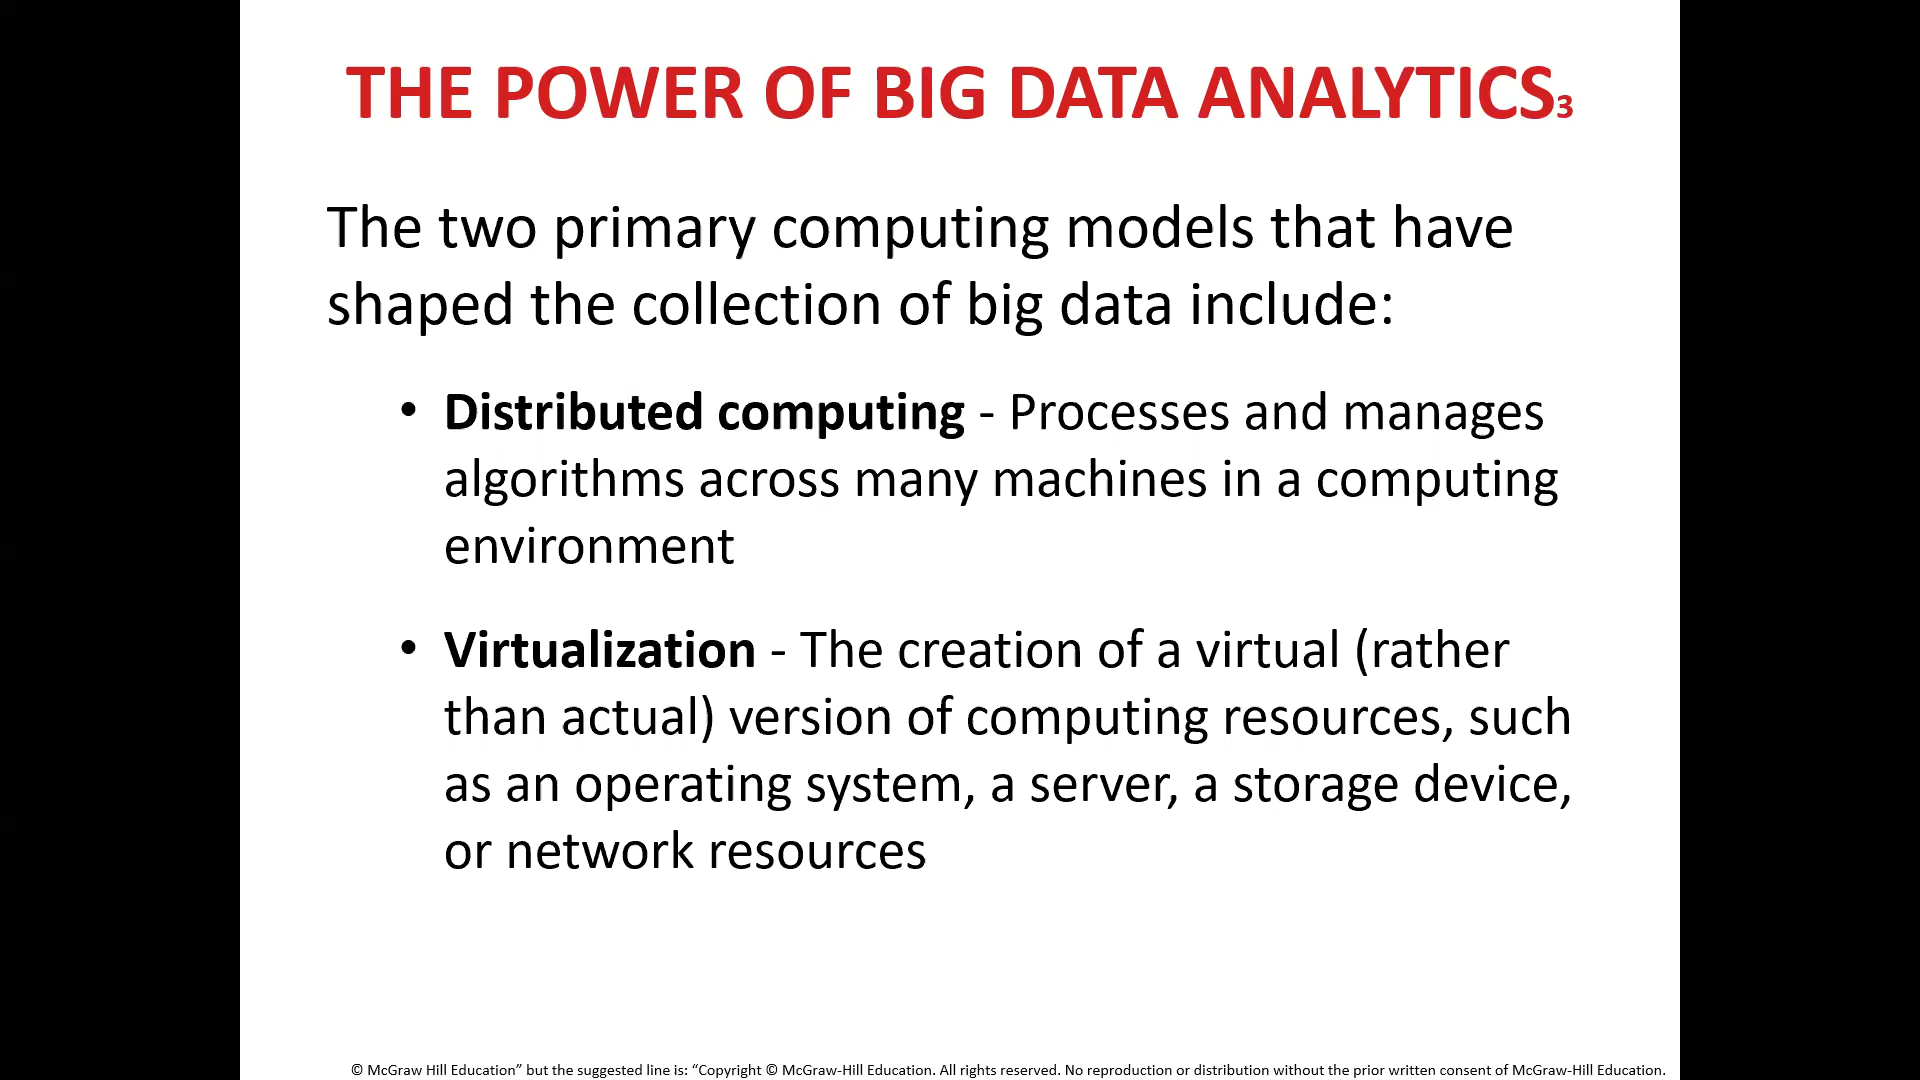 THE POWER OF BIG DATA ANALYTICS3
The two primary computing models that have
shaped the collection of big data include:
• Distributed computing - Processes and manages
algorithms across many machines in a computing
environment
• Virtualization - The creation of a virtual (rather
than actual) version of computing resources, such
as an operating system, a server, a storage device,
or network resources
© McGraw Hill Education” but the suggested line is: “Copyright © McGraw-Hill Education. All rights reserved. No reproduction or distribution without the prior written consent of McGraw-Hill Education.